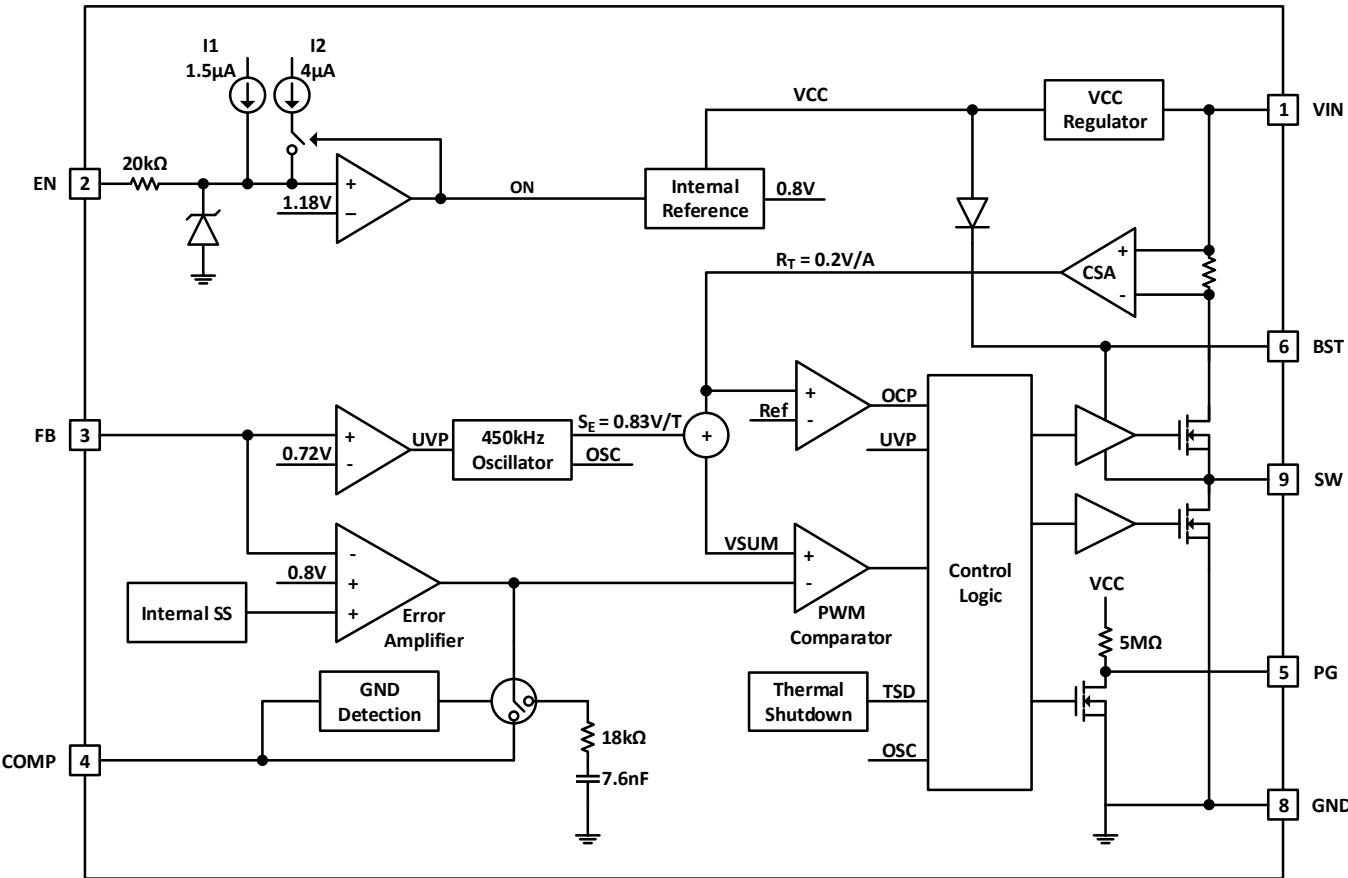 I1
1.5µA
I2
4µA
VCC
VCC
Regulator
1
VIN
EN
2
20kΩ
+
1.18V
−
ON
Internal
Reference
0.8V
RT = 0.2V/A
CSA
+
-
6
BST
FB
3
+
0.72V
-
UVP
450kHz
Oscillator
SE = 0.83V/T
OSC
+
+
Ref
-
OCP
UVP
9
SW
-
0.8V
+
+
Internal SS
Error
Amplifier
VSUM
+
-
PWM
Comparator
Control
Logic
VCC
5MΩ
5
PG
GND
Detection
Thermal
Shutdown
TSD
OSC
18kΩ
7.6nF
COMP
4
8
GND